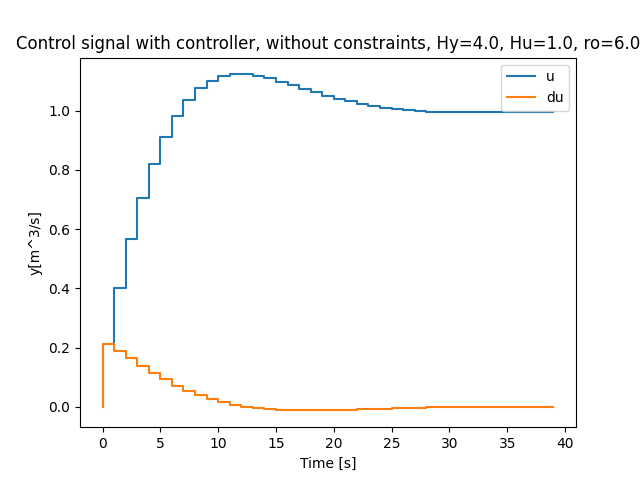 Control signal with controller, without constraints, Hy=4.0, Hu=1.0, ro=6.0
u
du
y[m^3/s]
1.0
0.8
0.6
0.4
0.2
0.0
0 5 10 15 20 25 30 35 40
Time [s]